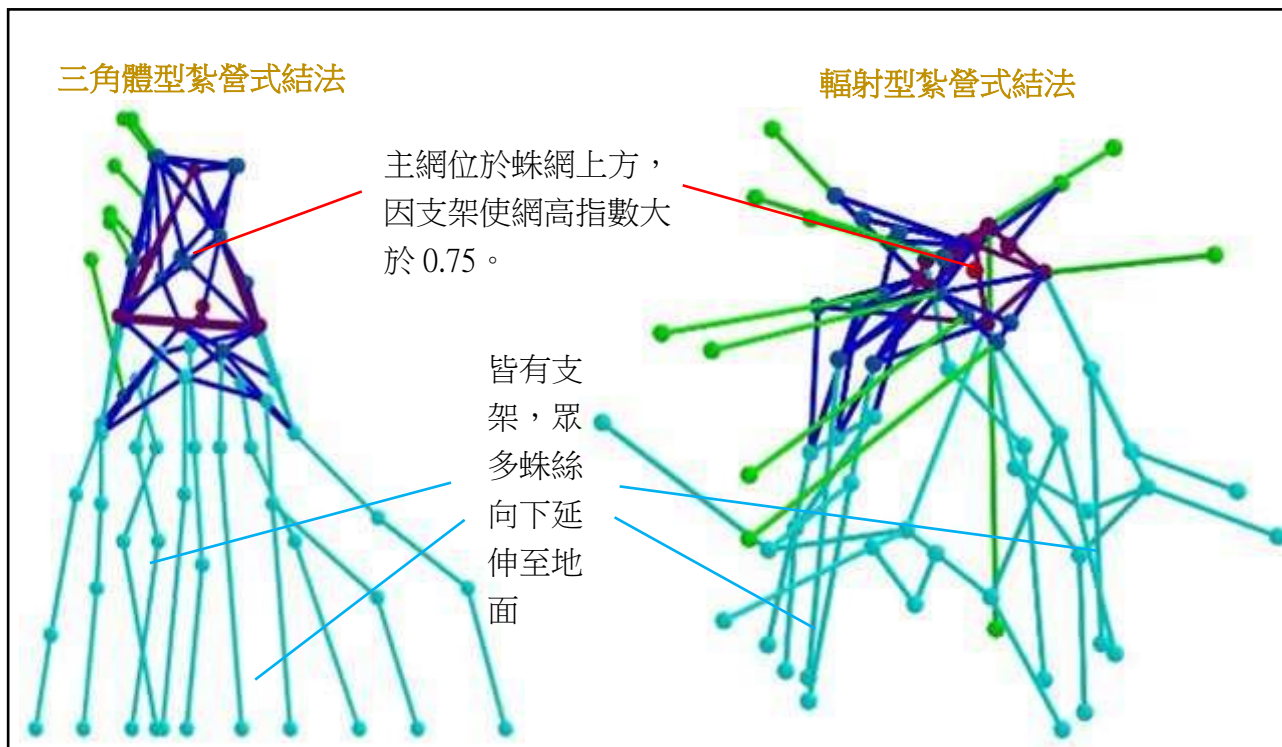 三角體型紮營式結法
輻射型紮營式結法
主網位於蛛網上方，
因支架使網高指數大
於 0.75。
皆有支
架，眾
多蛛絲
向下延
伸至地
面